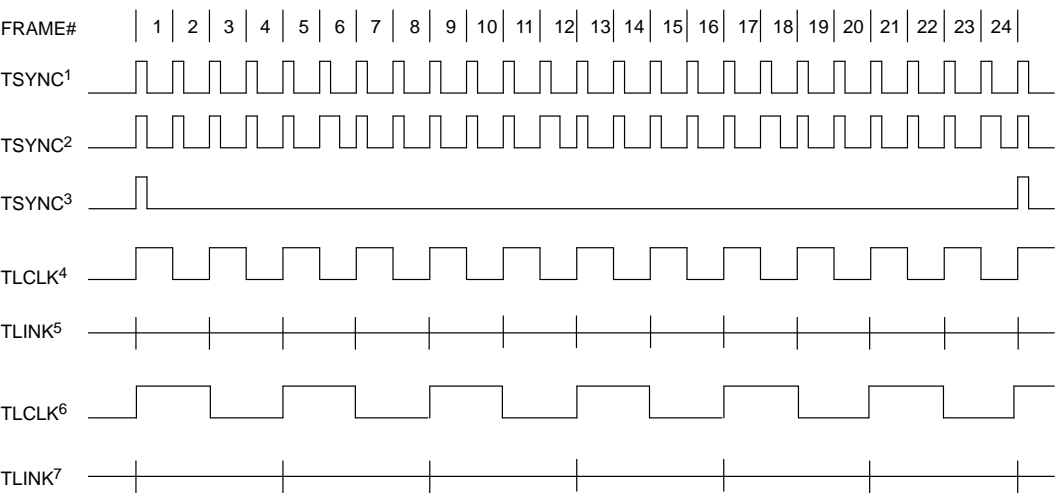 FRAME# 1 2 3 4 5 6 7 8 9 10 11 12 13 14 15 16 17 18 19 20 21 22 23 24
TSYNC1
TSYNC2
TSYNC3
TLCLK4
TLINK5
TLCLK6
TLINK7